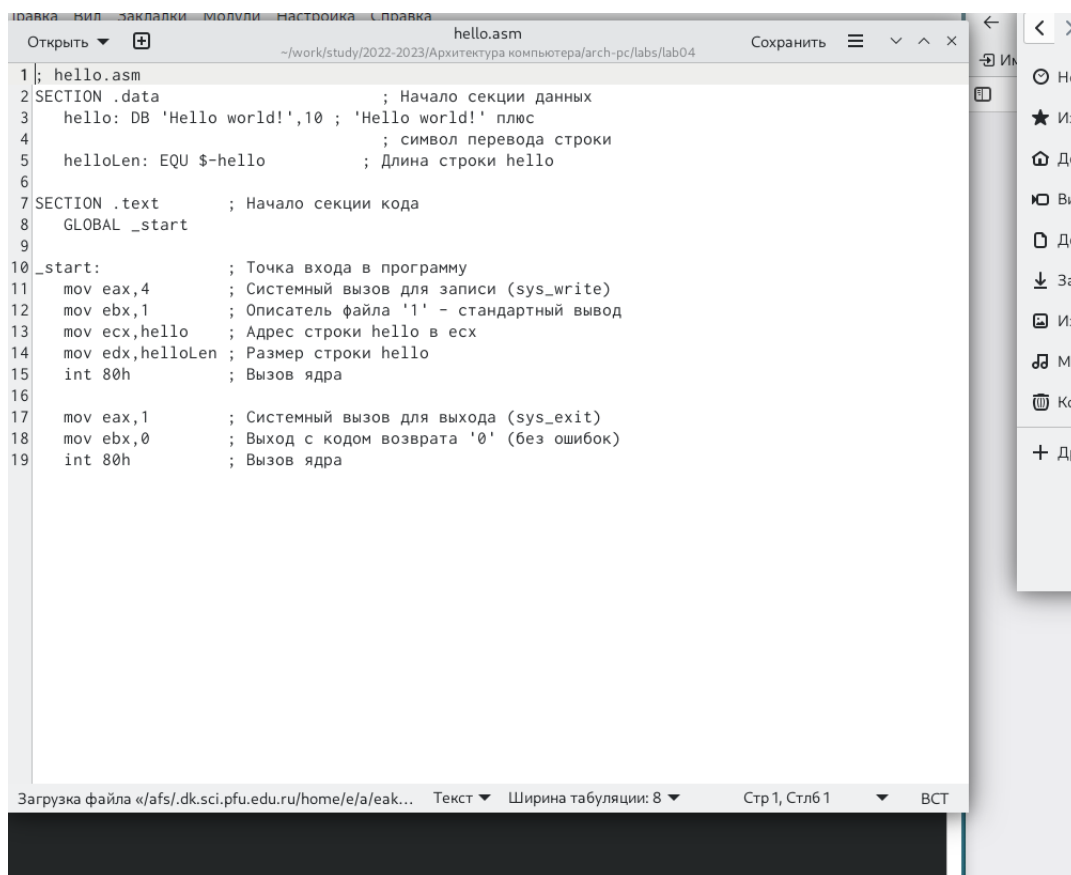 Правка Вид Закладки Модули Настройка Справка
Открыть
hello.asm
~/work/study/2022-2023/Архитектура компьютера/arch-pc/labs/lab04
Сохранить
1 ; hello.asm
2 SECTION .data ; Начало секции данных
3 hello: DB 'Hello world!',10 ; 'Hello world!' плюс
4 ; символ перевода строки
5 helloLen: EQU $-hello ; Длина строки hello
6
7 SECTION .text ; Начало секции кода
8 GLOBAL _start
9
10 _start: ; Точка входа в программу
11 mov eax,4 ; Системный вызов для записи (sys_write)
12 mov ebx,1 ; Описатель файла '1' - стандартный вывод
13 mov ecx,hello ; Адрес строки hello в ecx
14 mov edx,helloLen ; Размер строки hello
15 int 80h ; Вызов ядра
16
17 mov eax,1 ; Системный вызов для выхода (sys_exit)
18 mov ebx,0 ; Выход с кодом возврата '0' (без ошибок)
19 int 80h ; Вызов ядра
Загрузка файла «/afs/.dk.sci.pfu.edu.ru/home/e/a/eak... Текст Ширина табуляции: 8 Стр 1, Стлб 1 ВСТ